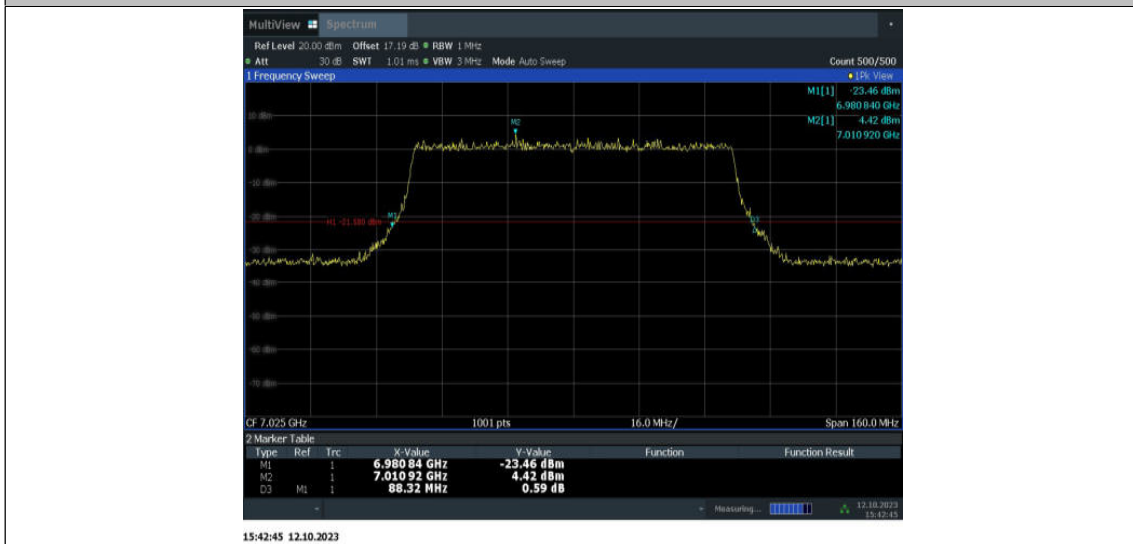 MultiView Spectrum
Ref Level 20.00 dBm Offset 17.19 dB RBW 1 MHz
Att 30 dB SWT 1.01 ms VBW 3 MHz Mode Auto Sweep Count 500/500
1 Frequency Sweep 1Pk View
M1[1] -23.46 dBm
6.980 840 GHz
M2[1] 4.42 dBm
7.010 920 GHz
10 dBm
M2
0 dBm
-10 dBm
-20 dBm
H1 -21.580 dBm
M1
D3
-30 dBm
-40 dBm
-50 dBm
-60 dBm
-70 dBm
CF 7.025 GHz 1001 pts 16.0 MHz/ Span 160.0 MHz
2 Marker Table
Type Ref Trc X-Value Y-Value Function Function Result
M1 1 6.980 84 GHz -23.46 dBm
M2 1 7.010 92 GHz 4.42 dBm
D3 M1 1 88.32 MHz 0.59 dB
Measuring... 12.10.2023
15:42:45
15:42:45 12.10.2023